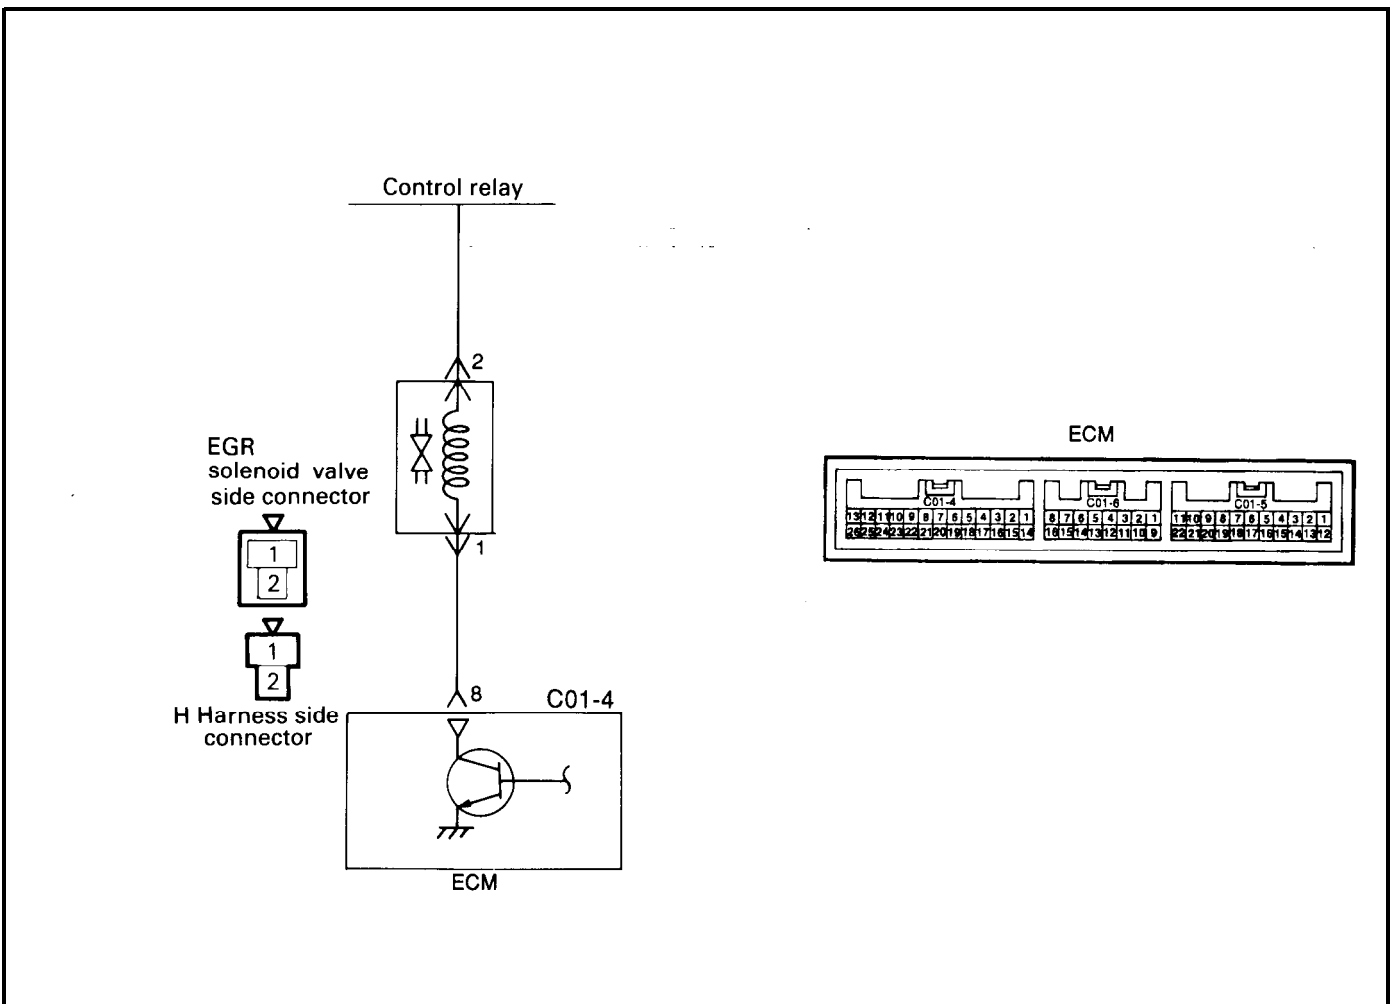 Control relay
2
EGR
solenoid valve
side connector
1
2
1
1
2
H Harness side
connector
8
C01-4
ECM
ECM
C01-4
13 12 11 10 9 8 7 6 5 4 3 2 1
26 25 24 23 22 21 20 19 18 17 16 15 14
C01-6
8 7 6 5 4 3 2 1
16 15 14 13 12 11 10 9
C01-5
11 10 9 8 7 6 5 4 3 2 1
22 21 20 19 18 17 16 15 14 13 12